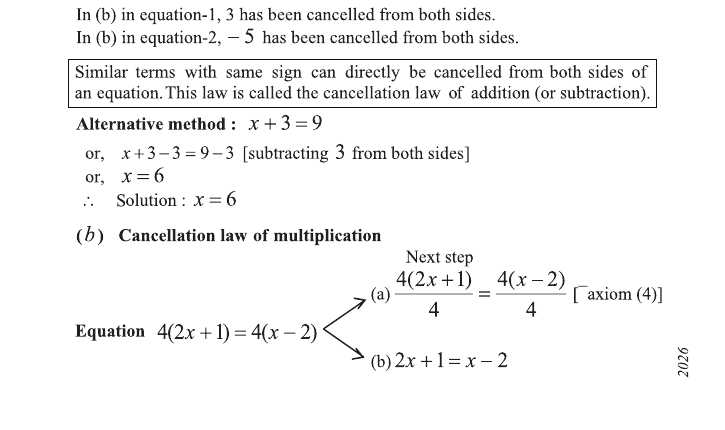 In (b) in equation-1, 3 has been cancelled from both sides.
In (b) in equation-2, − 5 has been cancelled from both sides.
Similar terms with same sign can directly be cancelled from both sides of
an equation. This law is called the cancellation law of addition (or subtraction).
Alternative method : x + 3 = 9
or, x + 3 − 3 = 9 − 3 [subtracting 3 from both sides]
or, x = 6
∴ Solution : x = 6
(b) Cancellation law of multiplication
Next step
(a) 4(2x + 1)/4 = 4(x − 2)/4 [ axiom (4)]
Equation 4(2x + 1) = 4(x − 2)
(b) 2x + 1 = x − 2
2026